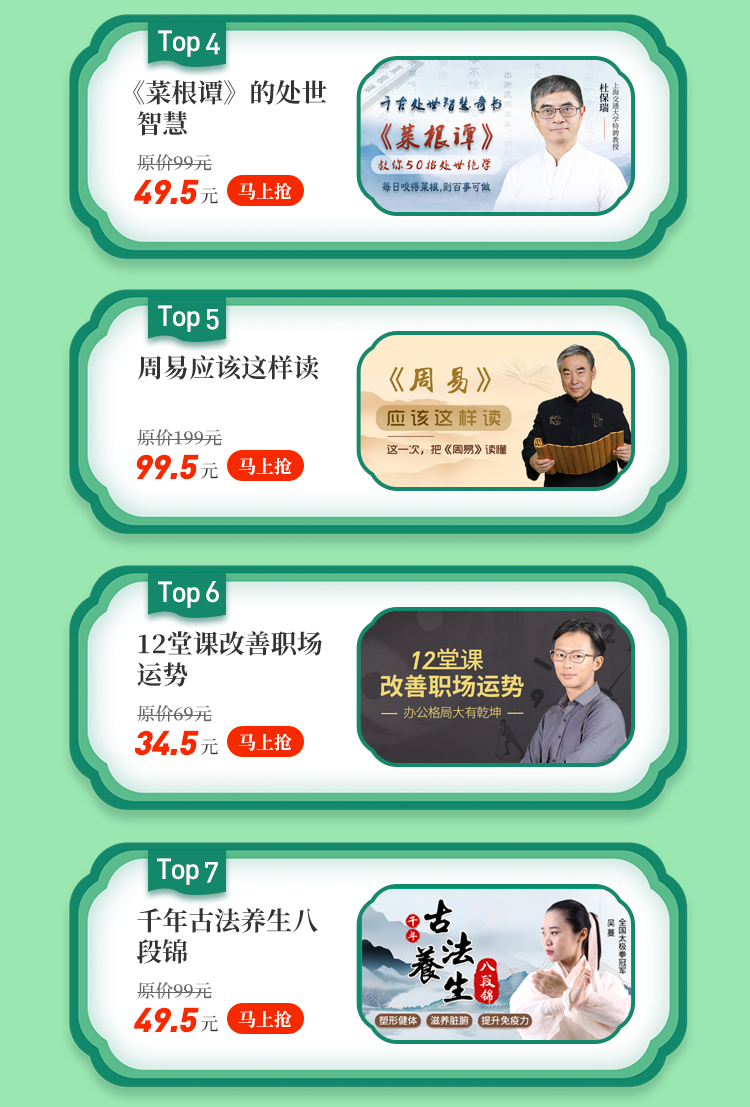 Top 4
《菜根谭》的处世
智慧
原价99元
49.5元
马上抢
千古处世智慧奇书
《菜根谭》
教你50招处世绝学
每日咬得菜根,则百事可做
上海交通大学特聘教授
杜保瑞
Top 5
周易应该这样读
原价199元
99.5元
马上抢
《周易》
应该这样读
这一次，把《周易》读懂
Top 6
12堂课改善职场
运势
原价69元
34.5元
马上抢
12堂课
改善职场运势
办公格局大有乾坤
Top 7
千年古法养生八
段锦
原价99元
49.5元
马上抢
千年
古法
養生
八段锦
塑形健体
滋养脏腑
提升免疫力
全国太极拳冠军
吴蔓